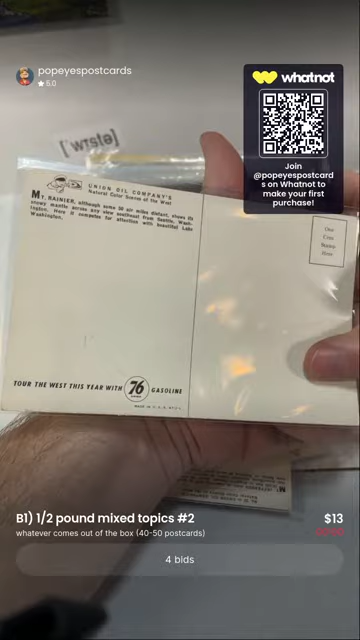 popeyespostcards
5.0
whatnot
Join
@popeyespostcard
s on Whatnot to
make your first
purchase!
['wɪstə]
UNION OIL COMPANY'S
Natural Color Scenes of the West
MT. RAINIER, although some 50 air miles distant, shows its
snowy mantle across any view southeast from Seattle, Wash-
ington. Here it competes for attention with beautiful Lake
Washington.
One
Cent
Here
TOUR THE WEST THIS YEAR WITH 76 GASOLINE
MADE IN U.S.A.
B1) 1/2 pound mixed topics #2
$13
whatever comes out of the box (40-50 postcards)
4 bids